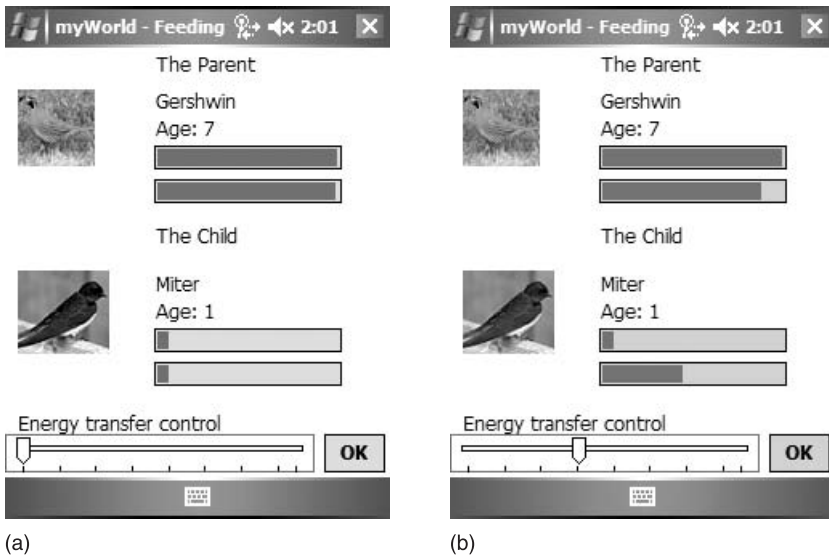 myWorld - Feeding 2:01
The Parent
Gershwin
Age: 7
The Child
Miter
Age: 1
Energy transfer control
OK
(a)
myWorld - Feeding 2:01
The Parent
Gershwin
Age: 7
The Child
Miter
Age: 1
Energy transfer control
OK
(b)